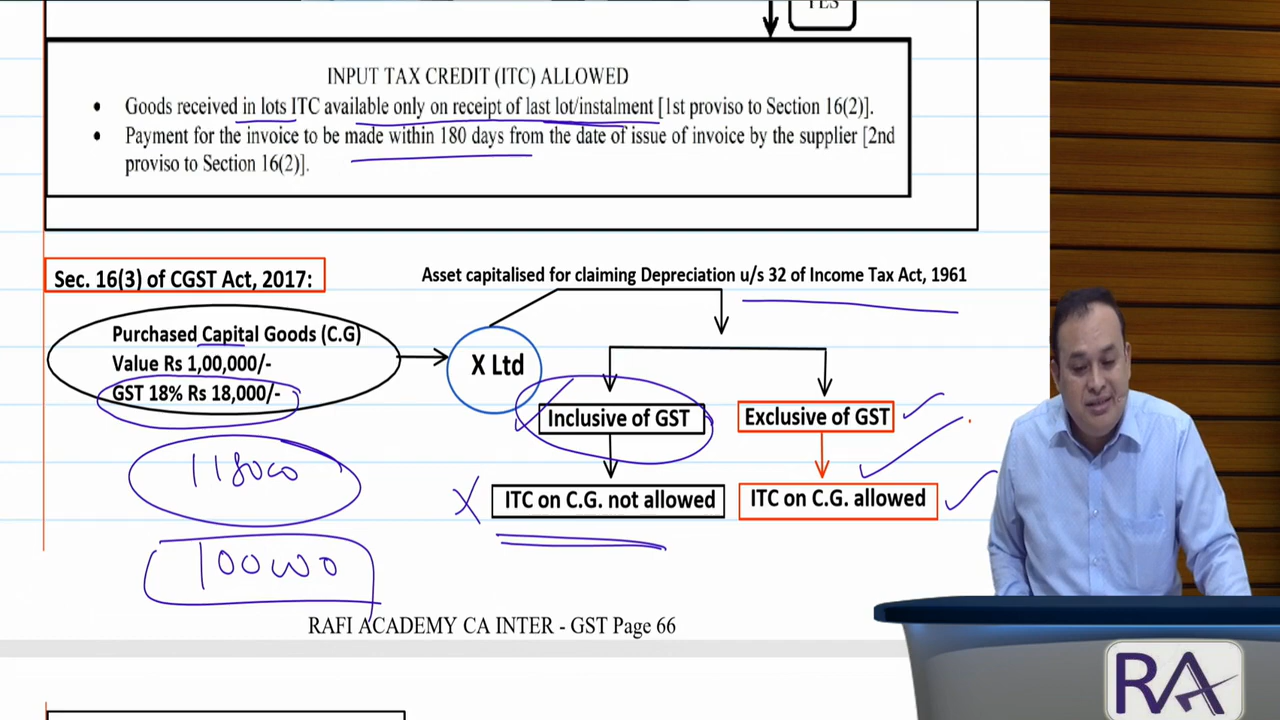 YES
INPUT TAX CREDIT (ITC) ALLOWED
• Goods received in lots ITC available only on receipt of last lot/instalment [1st proviso to Section 16(2)].
• Payment for the invoice to be made within 180 days from the date of issue of invoice by the supplier [2nd
proviso to Section 16(2)].
Sec. 16(3) of CGST Act, 2017:
Asset capitalised for claiming Depreciation u/s 32 of Income Tax Act, 1961
Purchased Capital Goods (C.G)
Value Rs 1,00,000/-
GST 18% Rs 18,000/-
X Ltd
Inclusive of GST
Exclusive of GST
ITC on C.G. not allowed
ITC on C.G. allowed
118000
100000
RAFI ACADEMY CA INTER - GST Page 66
RA